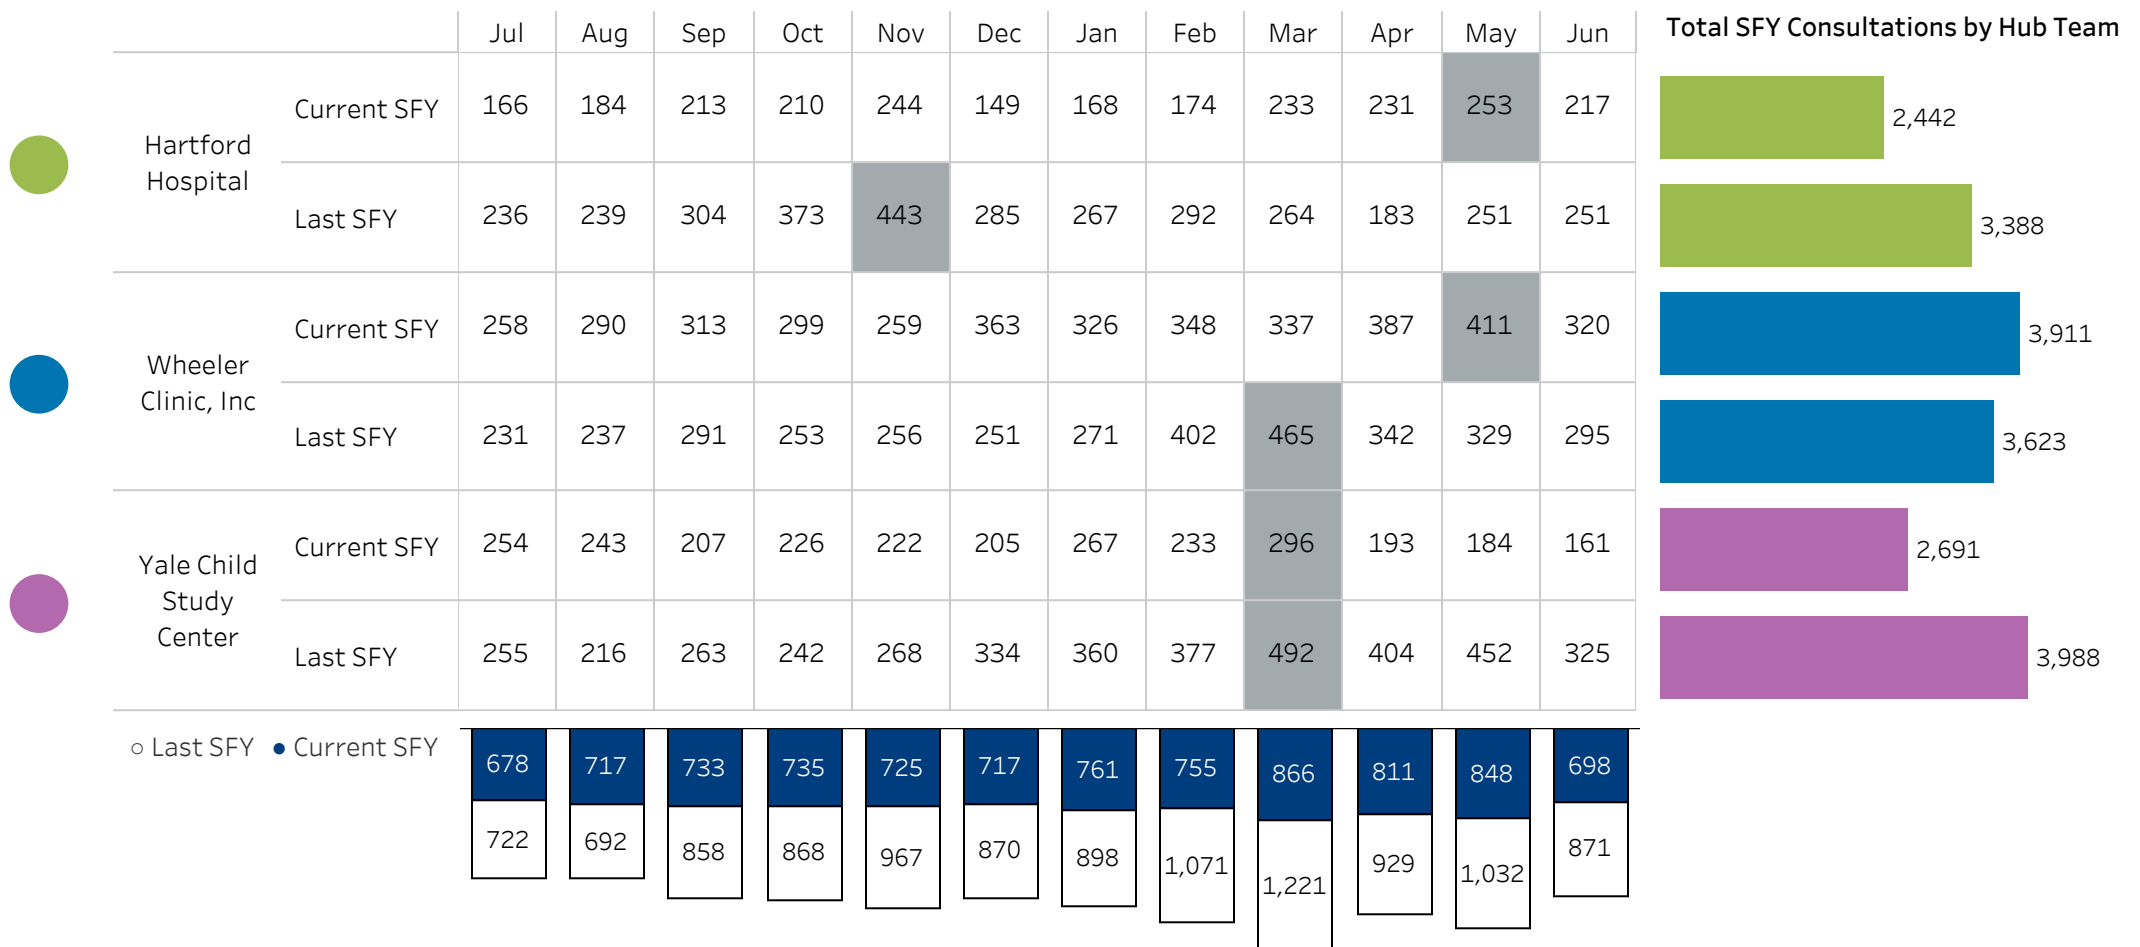 Jul Aug Sep Oct Nov Dec Jan Feb Mar Apr May Jun
Total SFY Consultations by Hub Team
Hartford
Hospital
Current SFY 166 184 213 210 244 149 168 174 233 231 253 217
2,442
Last SFY 236 239 304 373 443 285 267 292 264 183 251 251
3,388
Wheeler
Clinic, Inc
Current SFY 258 290 313 299 259 363 326 348 337 387 411 320
3,911
Last SFY 231 237 291 253 256 251 271 402 465 342 329 295
3,623
Yale Child
Study
Center
Current SFY 254 243 207 226 222 205 267 233 296 193 184 161
2,691
Last SFY 255 216 263 242 268 334 360 377 492 404 452 325
3,988
○ Last SFY ● Current SFY
678 717 733 735 725 717 761 755 866 811 848 698
722 692 858 868 967 870 898 1,071 1,221 929 1,032 871